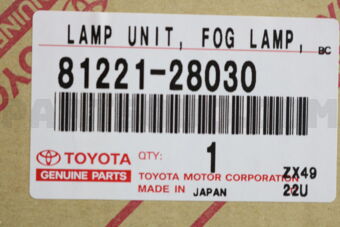 LAMP UNIT, FOG LAMP, BC
81221-28030
TOYOTA
GENUINE PARTS
QTY: 1
TOYOTA MOTOR CORPORATION
MADE IN JAPAN
ZX49
22U